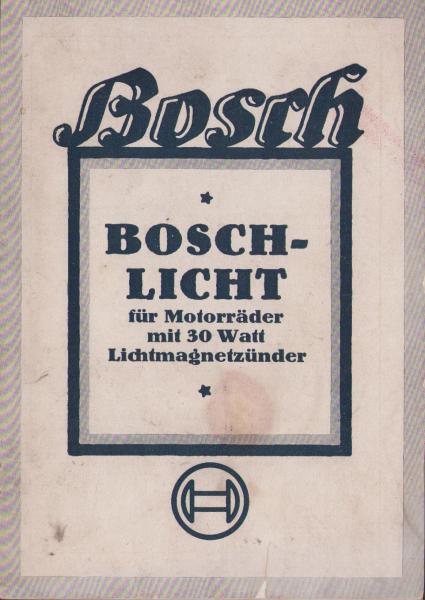 Bosch
BOSCH-
LICHT
für Motorräder
mit 30 Watt
Lichtmagnetzünder